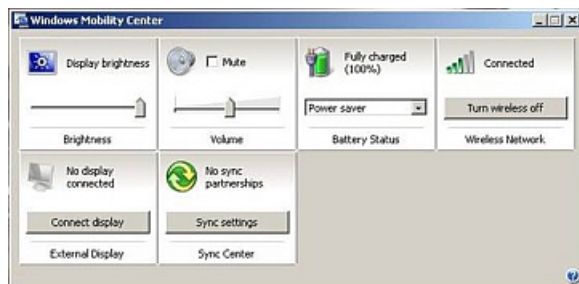 Windows Mobility Center
Display brightness
Brightness
Mute
Volume
Fully charged
(100%)
Power saver
Battery Status
Connected
Turn wireless off
Wireless Network
No display
connected
Connect display
External Display
No sync
partnerships
Sync settings
Sync Center